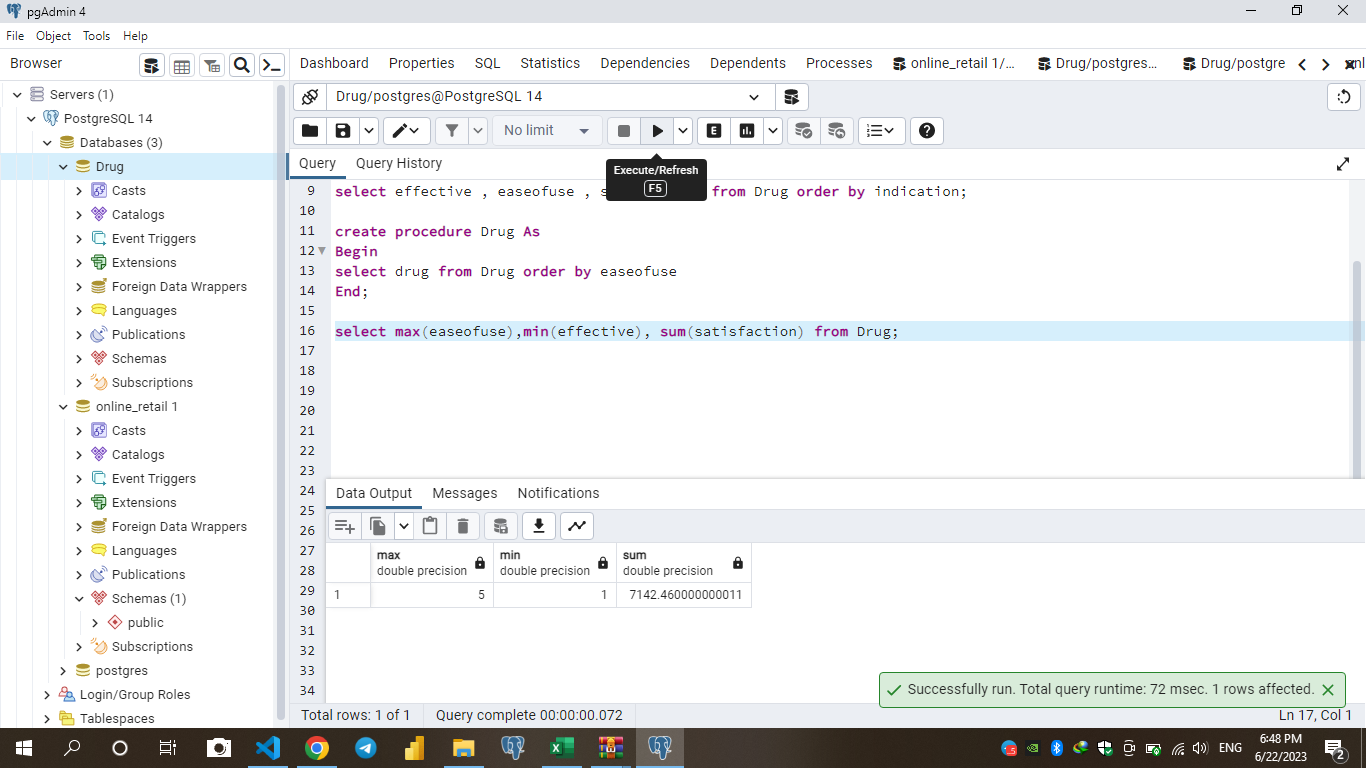 pgAdmin 4
File Object Tools Help
Browser
Dashboard Properties SQL Statistics Dependencies Dependents Processes online_retail 1/... Drug/postgres... Drug/postgre
Drug/postgres@PostgreSQL 14
No limit
E
Query Query History
Execute/Refresh
F5
Servers (1)
PostgreSQL 14
Databases (3)
Drug
Casts
Catalogs
Event Triggers
Extensions
Foreign Data Wrappers
Languages
Publications
Schemas
Subscriptions
online_retail 1
Casts
Catalogs
Event Triggers
Extensions
Foreign Data Wrappers
Languages
Publications
Schemas (1)
public
Subscriptions
postgres
Login/Group Roles
Tablespaces
9 select effective , easeofuse , s from Drug order by indication;
10
11 create procedure Drug As
12 Begin
13 select drug from Drug order by easeofuse
14 End;
15
16 select max(easeofuse),min(effective), sum(satisfaction) from Drug;
17
18
19
20
21
22
23
24
25
26
27
28
29
30
31
32
33
34
Data Output Messages Notifications
max min sum
double precision double precision double precision
1 5 1 7142.460000000011
Successfully run. Total query runtime: 72 msec. 1 rows affected.
Total rows: 1 of 1 Query complete 00:00:00.072 Ln 17, Col 1
ENG 6:48 PM
6/22/2023
2